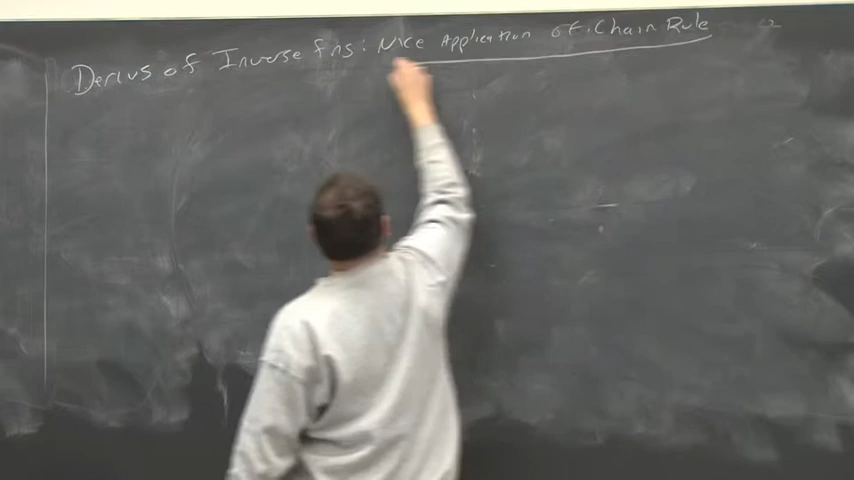 Derivs of Inverse fns: Nice Application of Chain Rule